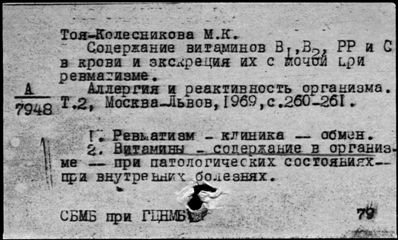 Тоя-Колесникова М.К.
Содержание витаминов В₁,В₂, РР и С
в крови и экскреция их с мочой при
ревматизме.
А
7948
Аллергия и реактивность организма.
Т.2, Москва-Львов,1969,с.260-261.
1. Ревматизм - клиника - обмен.
2. Витамины - содержание в организ-
ме -- при патологических состояниях--
при внутренних болезнях.
СБМБ при ГЦНМБ
79